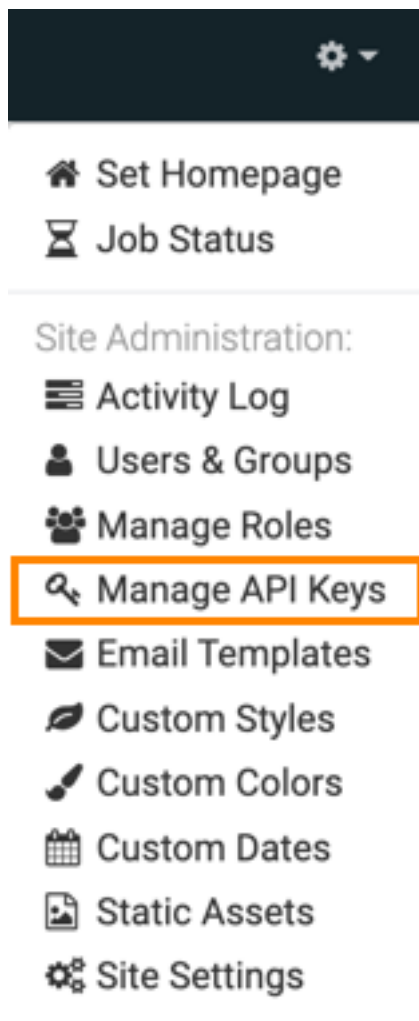 Set Homepage
Job Status
Site Administration:
Activity Log
Users & Groups
Manage Roles
Manage API Keys
Email Templates
Custom Styles
Custom Colors
Custom Dates
Static Assets
Site Settings